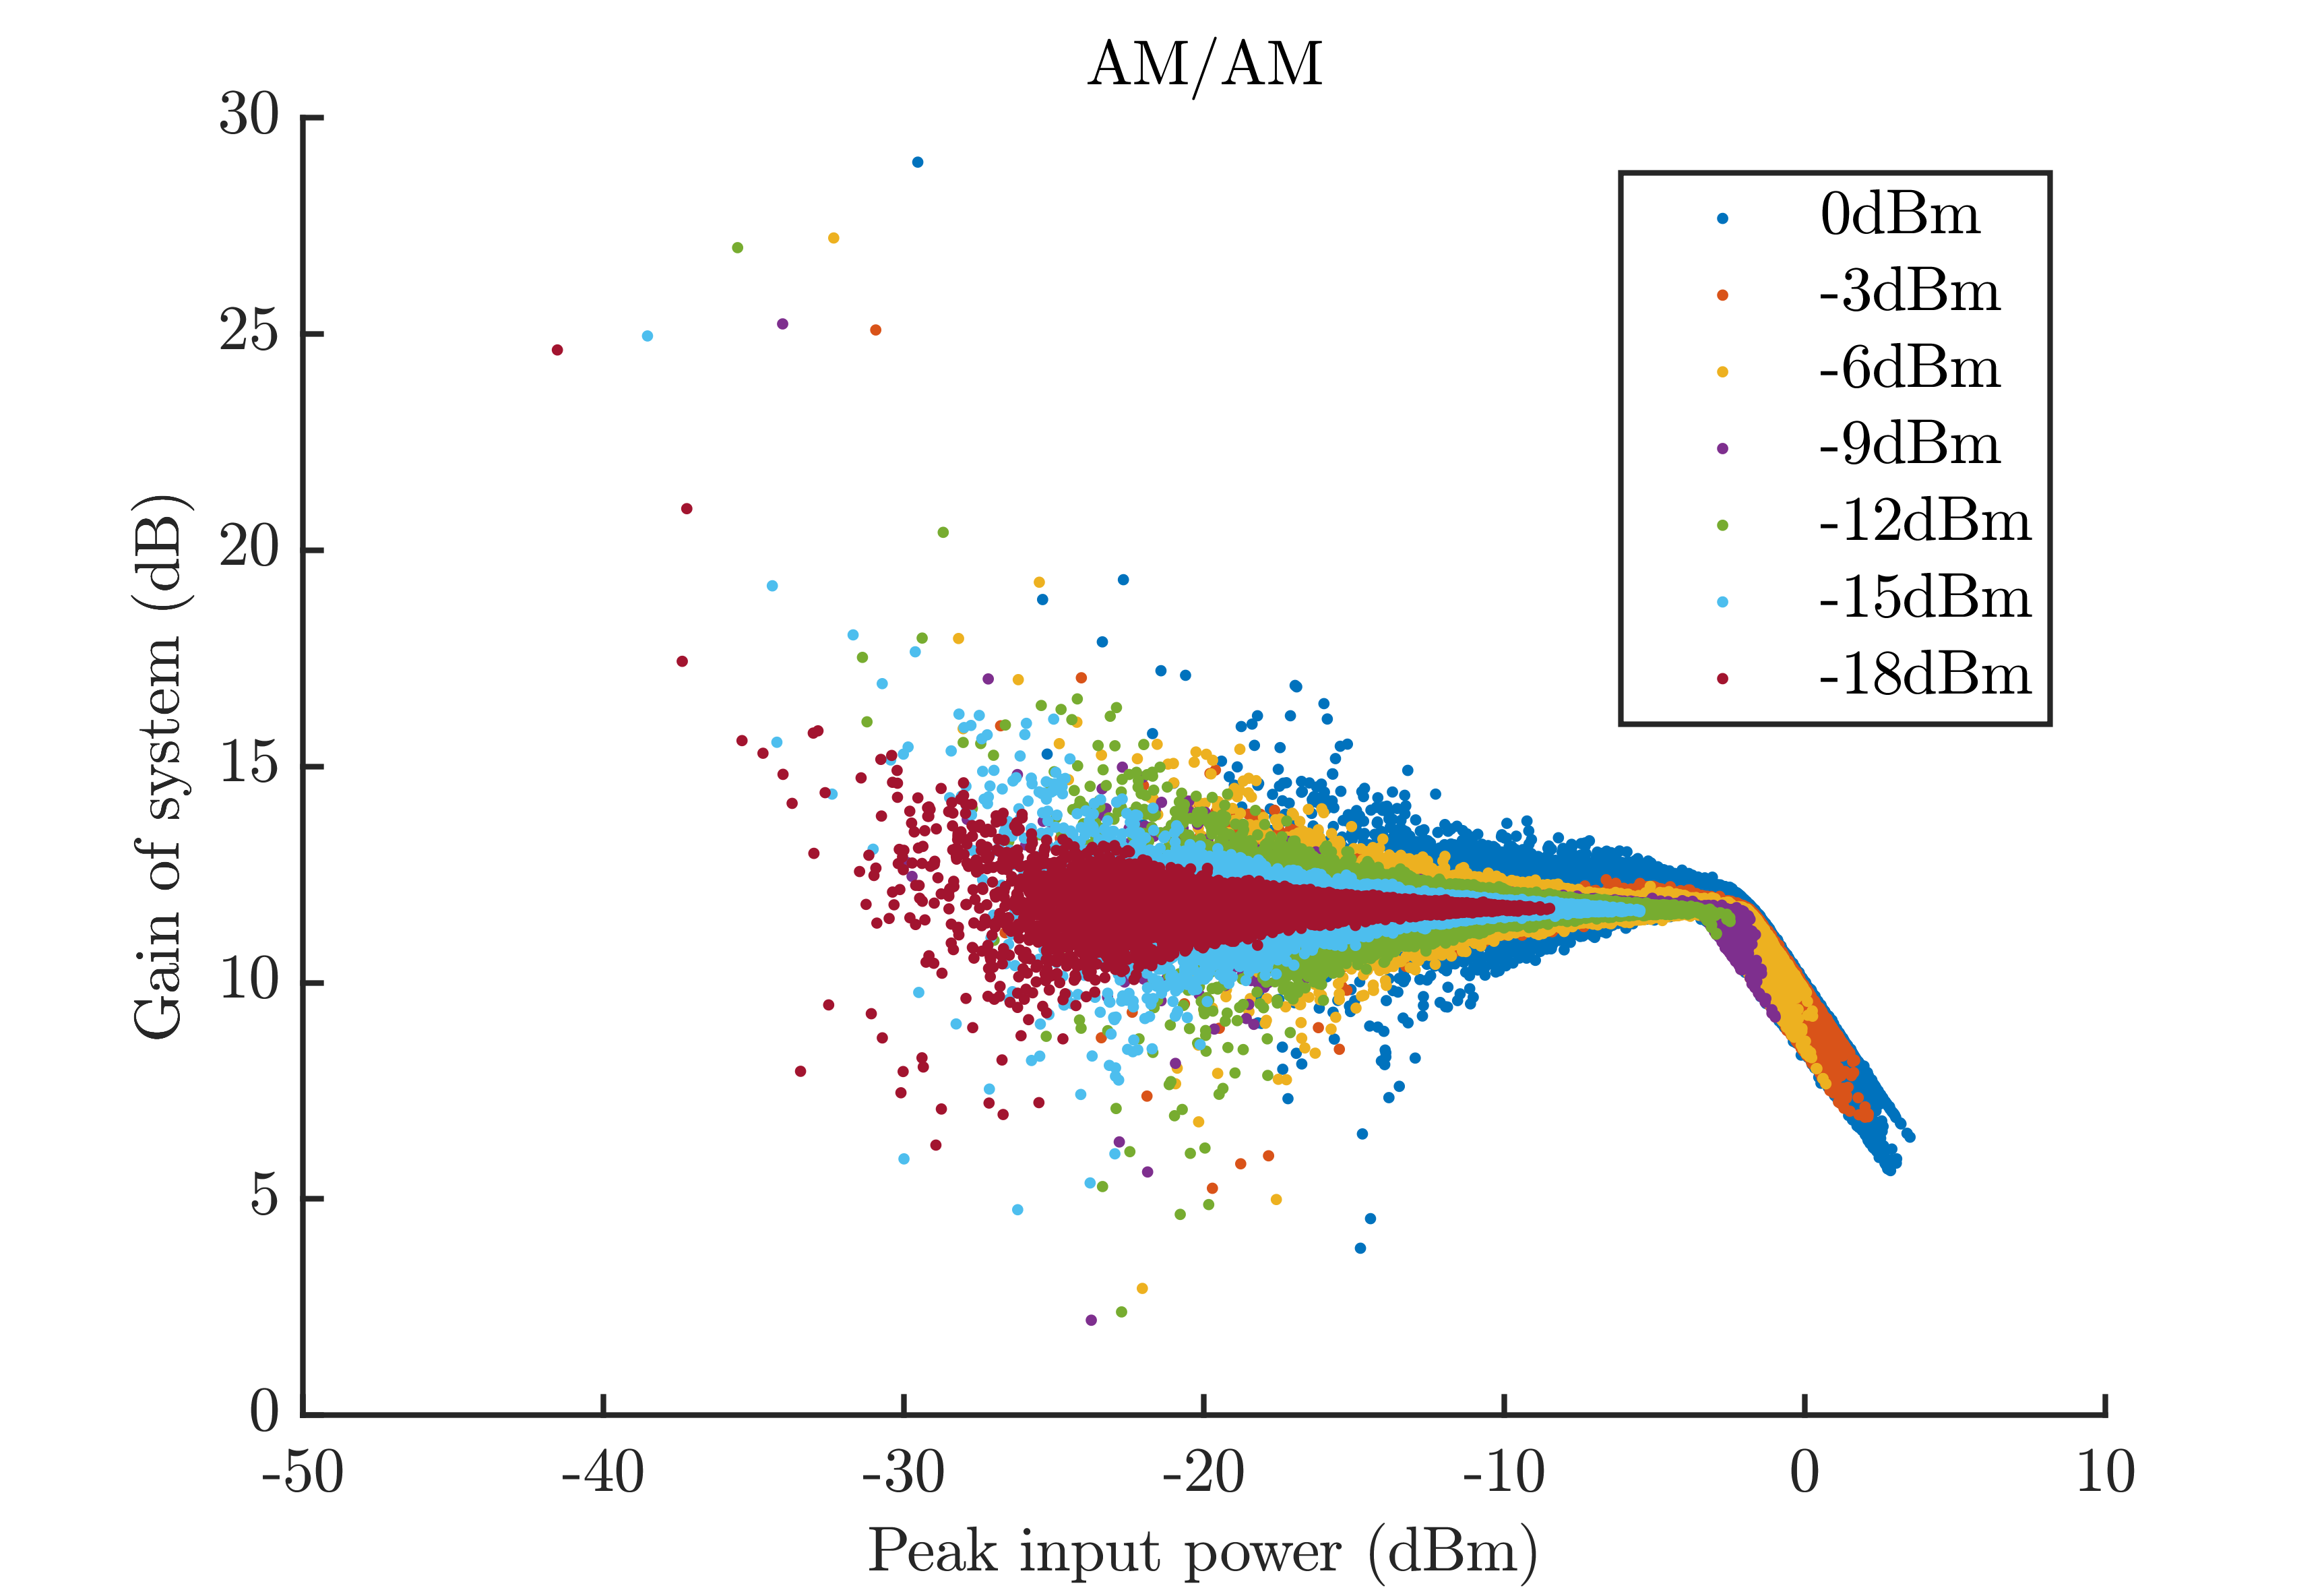 AM/AM
30
25
20
15
10
5
0
Gain of system (dB)
0dBm
-3dBm
-6dBm
-9dBm
-12dBm
-15dBm
-18dBm
-50 -40 -30 -20 -10 0 10
Peak input power (dBm)